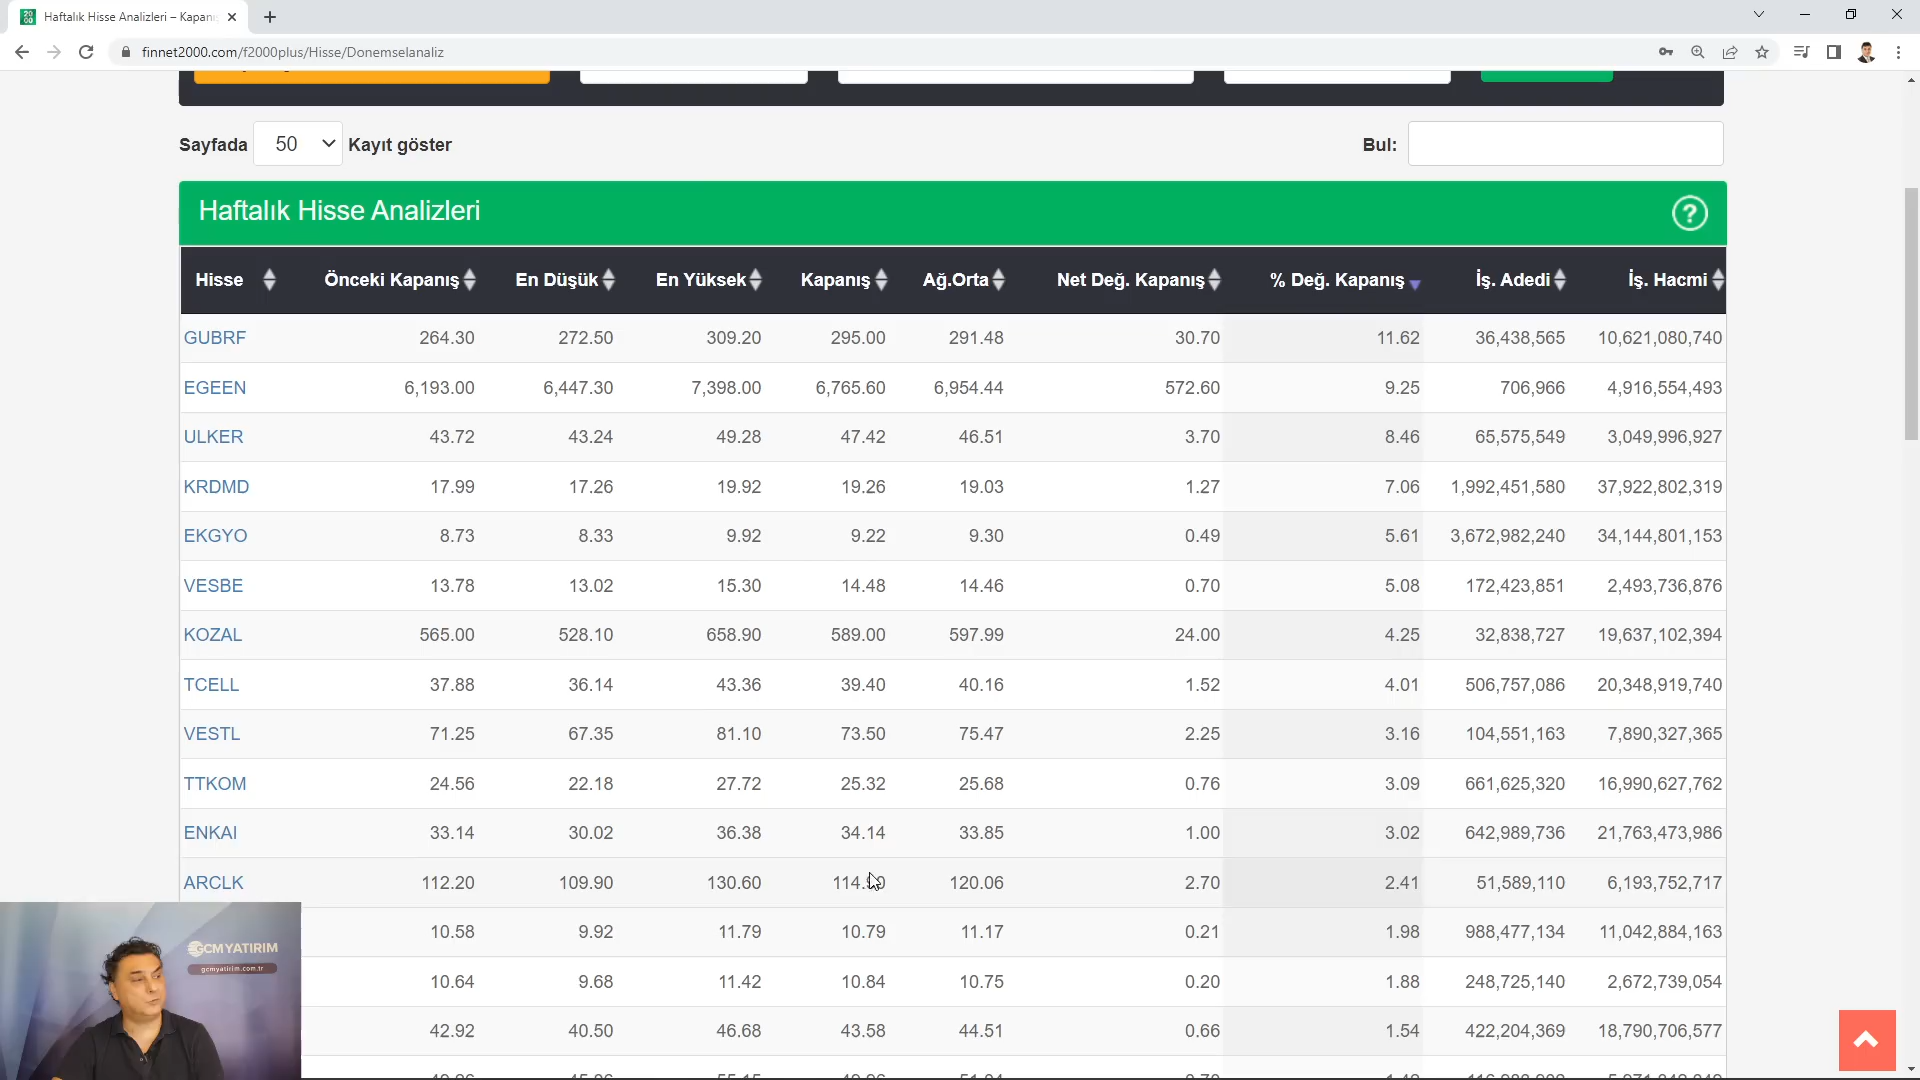 Haftalık Hisse Analizleri – Kapanış
finnet2000.com/f2000plus/Hisse/Donemselanaliz
Sayfada 50 Kayıt göster Bul:
Haftalık Hisse Analizleri ?
Hisse Önceki Kapanış En Düşük En Yüksek Kapanış Ağ.Orta Net Değ. Kapanış % Değ. Kapanış İş. Adedi İş. Hacmi
GUBRF 264.30 272.50 309.20 295.00 291.48 30.70 11.62 36,438,565 10,621,080,740
EGEEN 6,193.00 6,447.30 7,398.00 6,765.60 6,954.44 572.60 9.25 706,966 4,916,554,493
ULKER 43.72 43.24 49.28 47.42 46.51 3.70 8.46 65,575,549 3,049,996,927
KRDMD 17.99 17.26 19.92 19.26 19.03 1.27 7.06 1,992,451,580 37,922,802,319
EKGYO 8.73 8.33 9.92 9.22 9.30 0.49 5.61 3,672,982,240 34,144,801,153
VESBE 13.78 13.02 15.30 14.48 14.46 0.70 5.08 172,423,851 2,493,736,876
KOZAL 565.00 528.10 658.90 589.00 597.99 24.00 4.25 32,838,727 19,637,102,394
TCELL 37.88 36.14 43.36 39.40 40.16 1.52 4.01 506,757,086 20,348,919,740
VESTL 71.25 67.35 81.10 73.50 75.47 2.25 3.16 104,551,163 7,890,327,365
TTKOM 24.56 22.18 27.72 25.32 25.68 0.76 3.09 661,625,320 16,990,627,762
ENKAI 33.14 30.02 36.38 34.14 33.85 1.00 3.02 642,989,736 21,763,473,986
ARCLK 112.20 109.90 130.60 120.06 2.70 2.41 51,589,110 6,193,752,717
10.58 9.92 11.79 10.79 11.17 0.21 1.98 988,477,134 11,042,884,163
10.64 9.68 11.42 10.84 10.75 0.20 1.88 248,725,140 2,672,739,054
42.92 40.50 46.68 43.58 44.51 0.66 1.54 422,204,369 18,790,706,577
GCM YATIRIM
gcmyatirim.com.tr